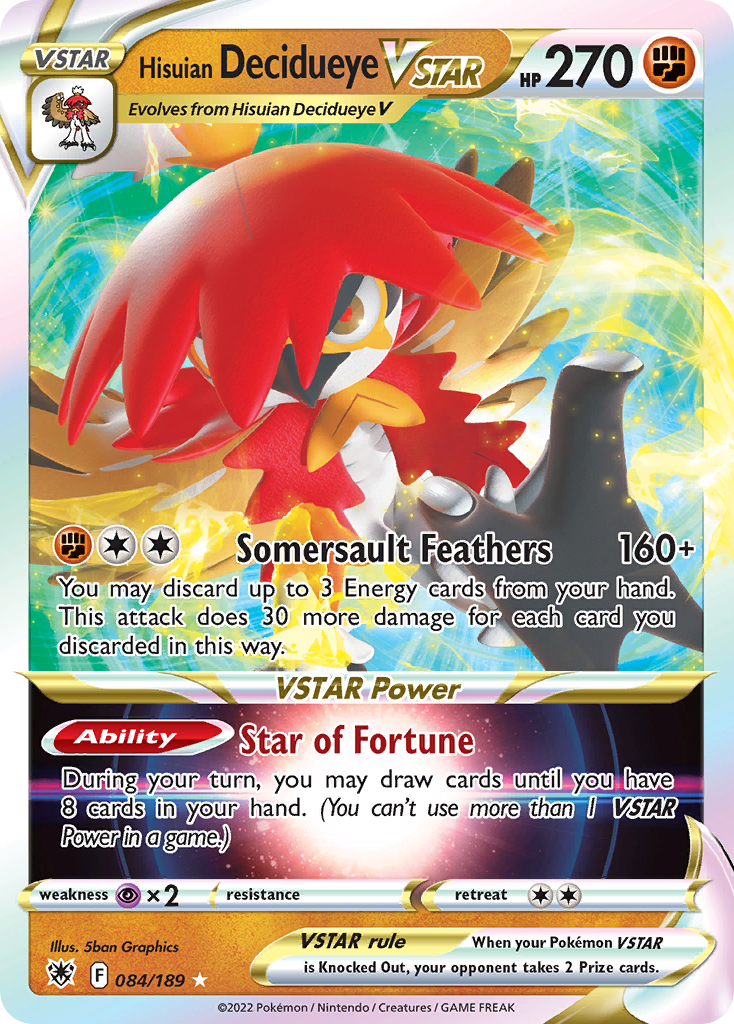 VSTAR
Hisuian Decidueye VSTAR HP 270
Evolves from Hisuian Decidueye V
Somersault Feathers 160+
You may discard up to 3 Energy cards from your hand.
This attack does 30 more damage for each card you
discarded in this way.
VSTAR Power
Ability Star of Fortune
During your turn, you may draw cards until you have
8 cards in your hand. (You can't use more than 1 VSTAR
Power in a game.)
weakness ×2 resistance retreat
Illus. 5ban Graphics
VSTAR rule When your Pokémon VSTAR
is Knocked Out, your opponent takes 2 Prize cards.
F 084/189
©2022 Pokémon / Nintendo / Creatures / GAME FREAK